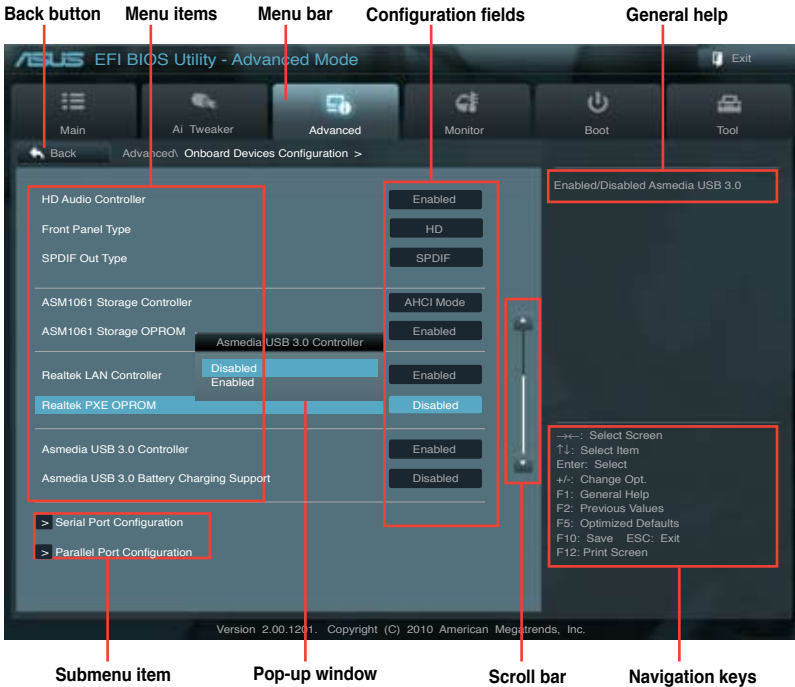 Back button Menu items Menu bar Configuration fields General help
ASUS EFI BIOS Utility - Advanced Mode Exit
Main Ai Tweaker Advanced Monitor Boot Tool
Back Advanced\ Onboard Devices Configuration >
Enabled/Disabled Asmedia USB 3.0
HD Audio Controller Enabled
Front Panel Type HD
SPDIF Out Type SPDIF
ASM1061 Storage Controller AHCI Mode
ASM1061 Storage OPROM Enabled
Asmedia USB 3.0 Controller
Disabled
Enabled
Realtek LAN Controller Enabled
Realtek PXE OPROM Disabled
Asmedia USB 3.0 Controller Enabled
Asmedia USB 3.0 Battery Charging Support Disabled
> Serial Port Configuration
> Parallel Port Configuration
→←: Select Screen
↑↓: Select Item
Enter: Select
+/-: Change Opt.
F1: General Help
F2: Previous Values
F5: Optimized Defaults
F10: Save ESC: Exit
F12: Print Screen
Version 2.00.1201. Copyright (C) 2010 American Megatrends, Inc.
Submenu item Pop-up window Scroll bar Navigation keys